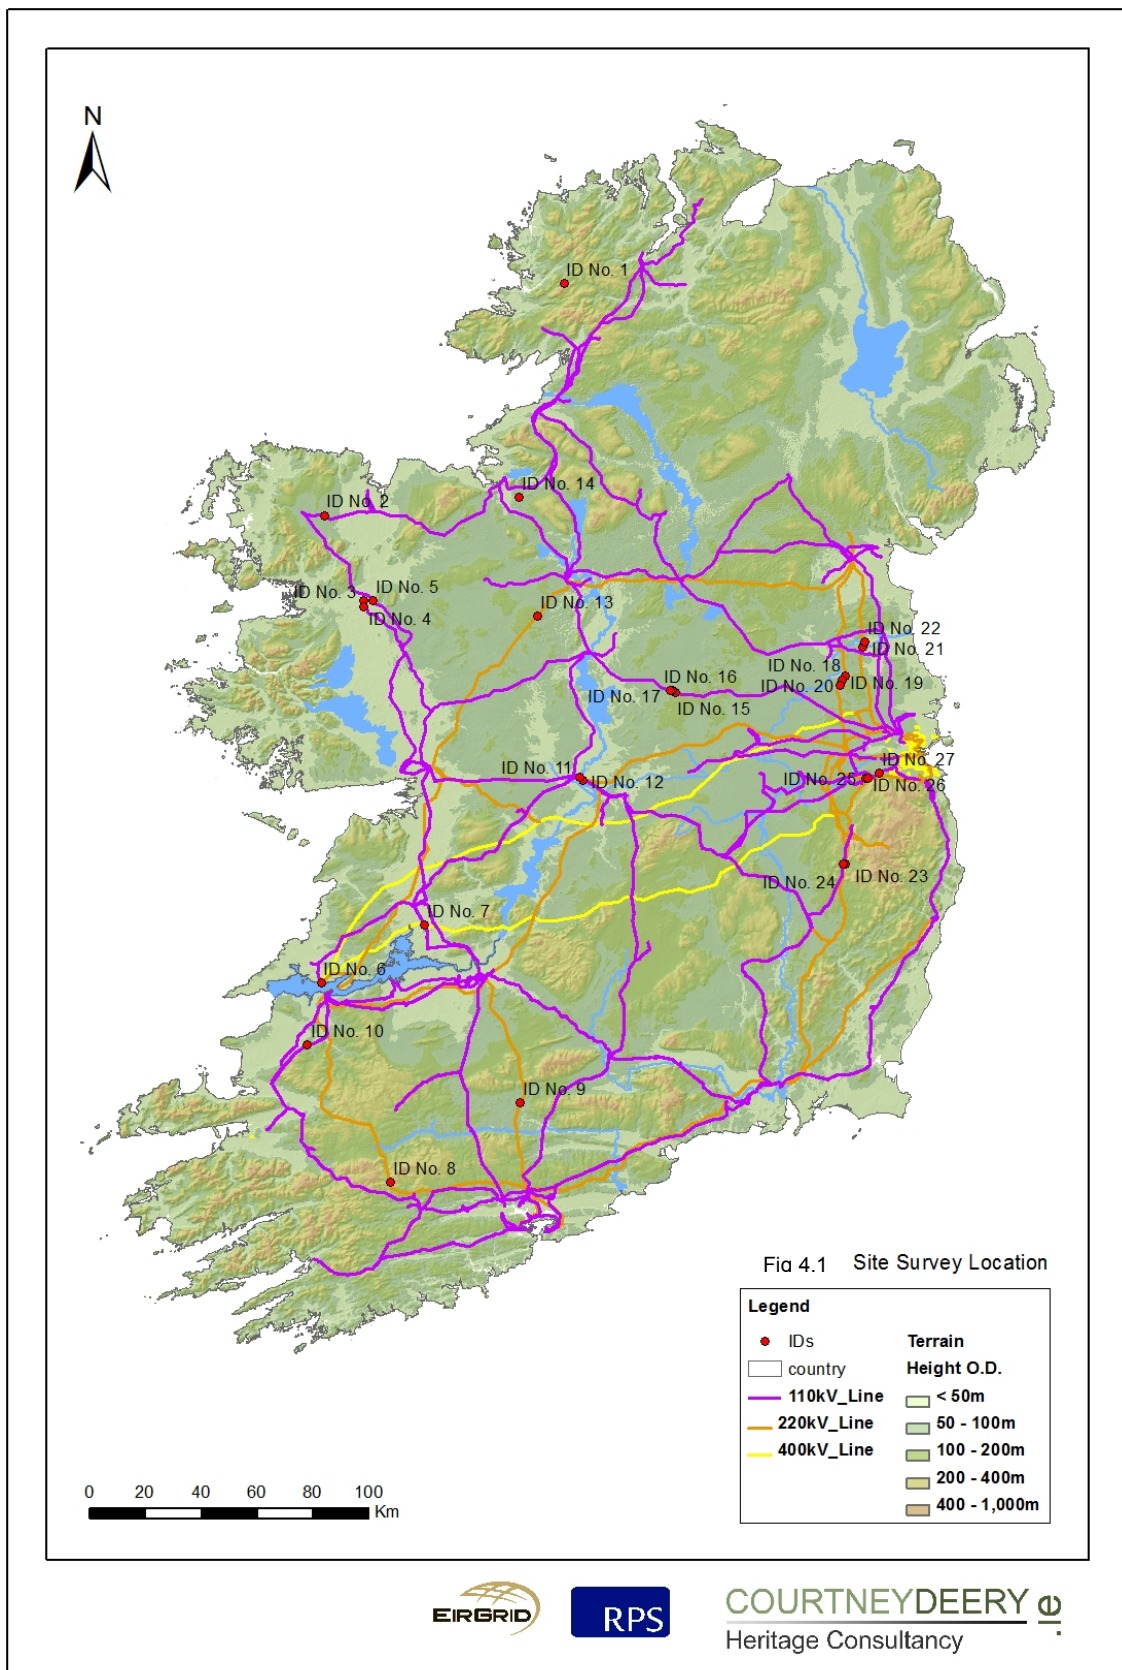 N
ID No. 1
ID No. 14
ID No. 2
ID No. 3
ID No. 5
ID No. 4
ID No. 13
ID No. 22
ID No. 21
ID No. 18
ID No. 16
ID No. 17
ID No. 20
ID No. 19
ID No. 15
ID No. 27
ID No. 11
ID No. 12
ID No. 25
ID No. 26
ID No. 24
ID No. 23
ID No. 7
ID No. 6
ID No. 10
ID No. 9
ID No. 8
Fig 4.1 Site Survey Location
Legend
IDs
country
110kV_Line
220kV_Line
400kV_Line
Terrain
Height O.D.
< 50m
50 - 100m
100 - 200m
200 - 400m
400 - 1,000m
0 20 40 60 80 100
Km
EIRGRID
RPS
COURTNEYDEERY.ie
Heritage Consultancy